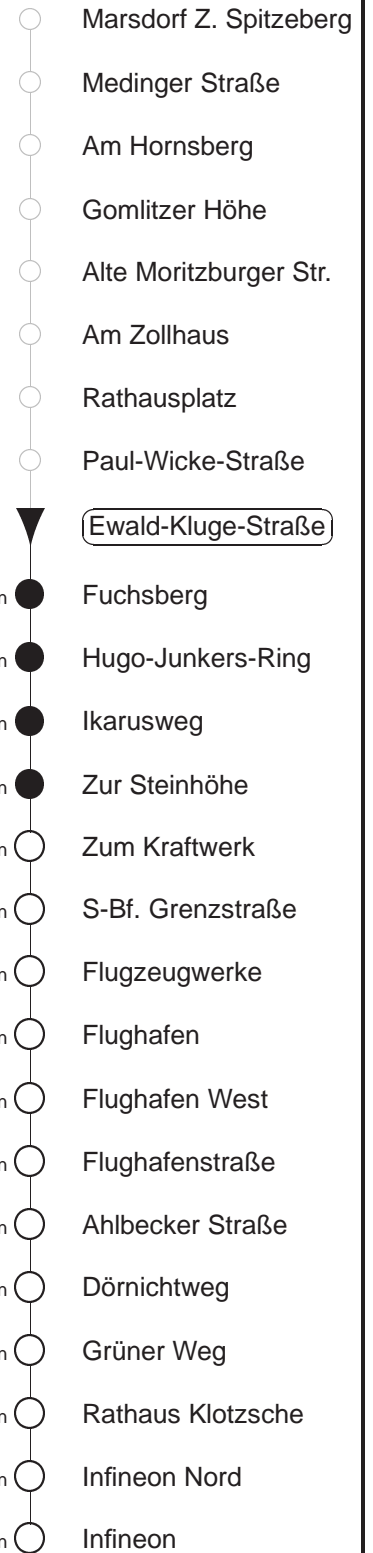 Marsdorf Z. Spitzeberg
Medinger Straße
Am Hornsberg
Gomlitzer Höhe
Alte Moritzburger Str.
Am Zollhaus
Rathausplatz
Paul-Wicke-Straße
Ewald-Kluge-Straße
Fuchsberg
Hugo-Junkers-Ring
Ikarusweg
Zur Steinhöhe
Zum Kraftwerk
S-Bf. Grenzstraße
Flugzeugwerke
Flughafen
Flughafen West
Flughafenstraße
Ahlbecker Straße
Dörnichtweg
Grüner Weg
Rathaus Klotzsche
Infineon Nord
Infineon